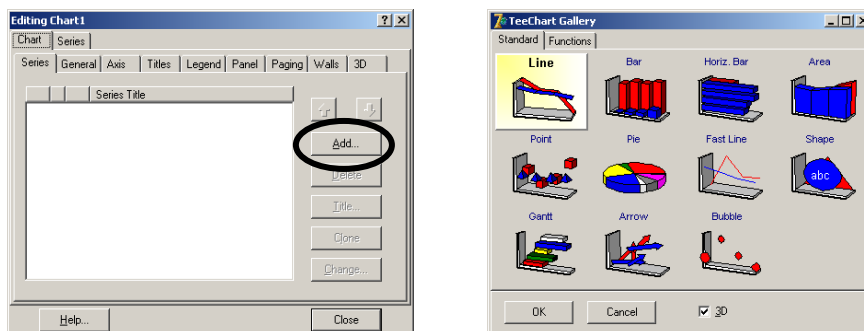 Editing Chart1
Chart Series
Series General Axis Titles Legend Panel Paging Walls 3D
Series Title
Add...
Delete
Title...
Clone
Change...
Help... Close
TeeChart Gallery
Standard Functions
Line Bar Horiz. Bar Area
Point Pie Fast Line Shape
abc
Gantt Arrow Bubble
OK Cancel 3D